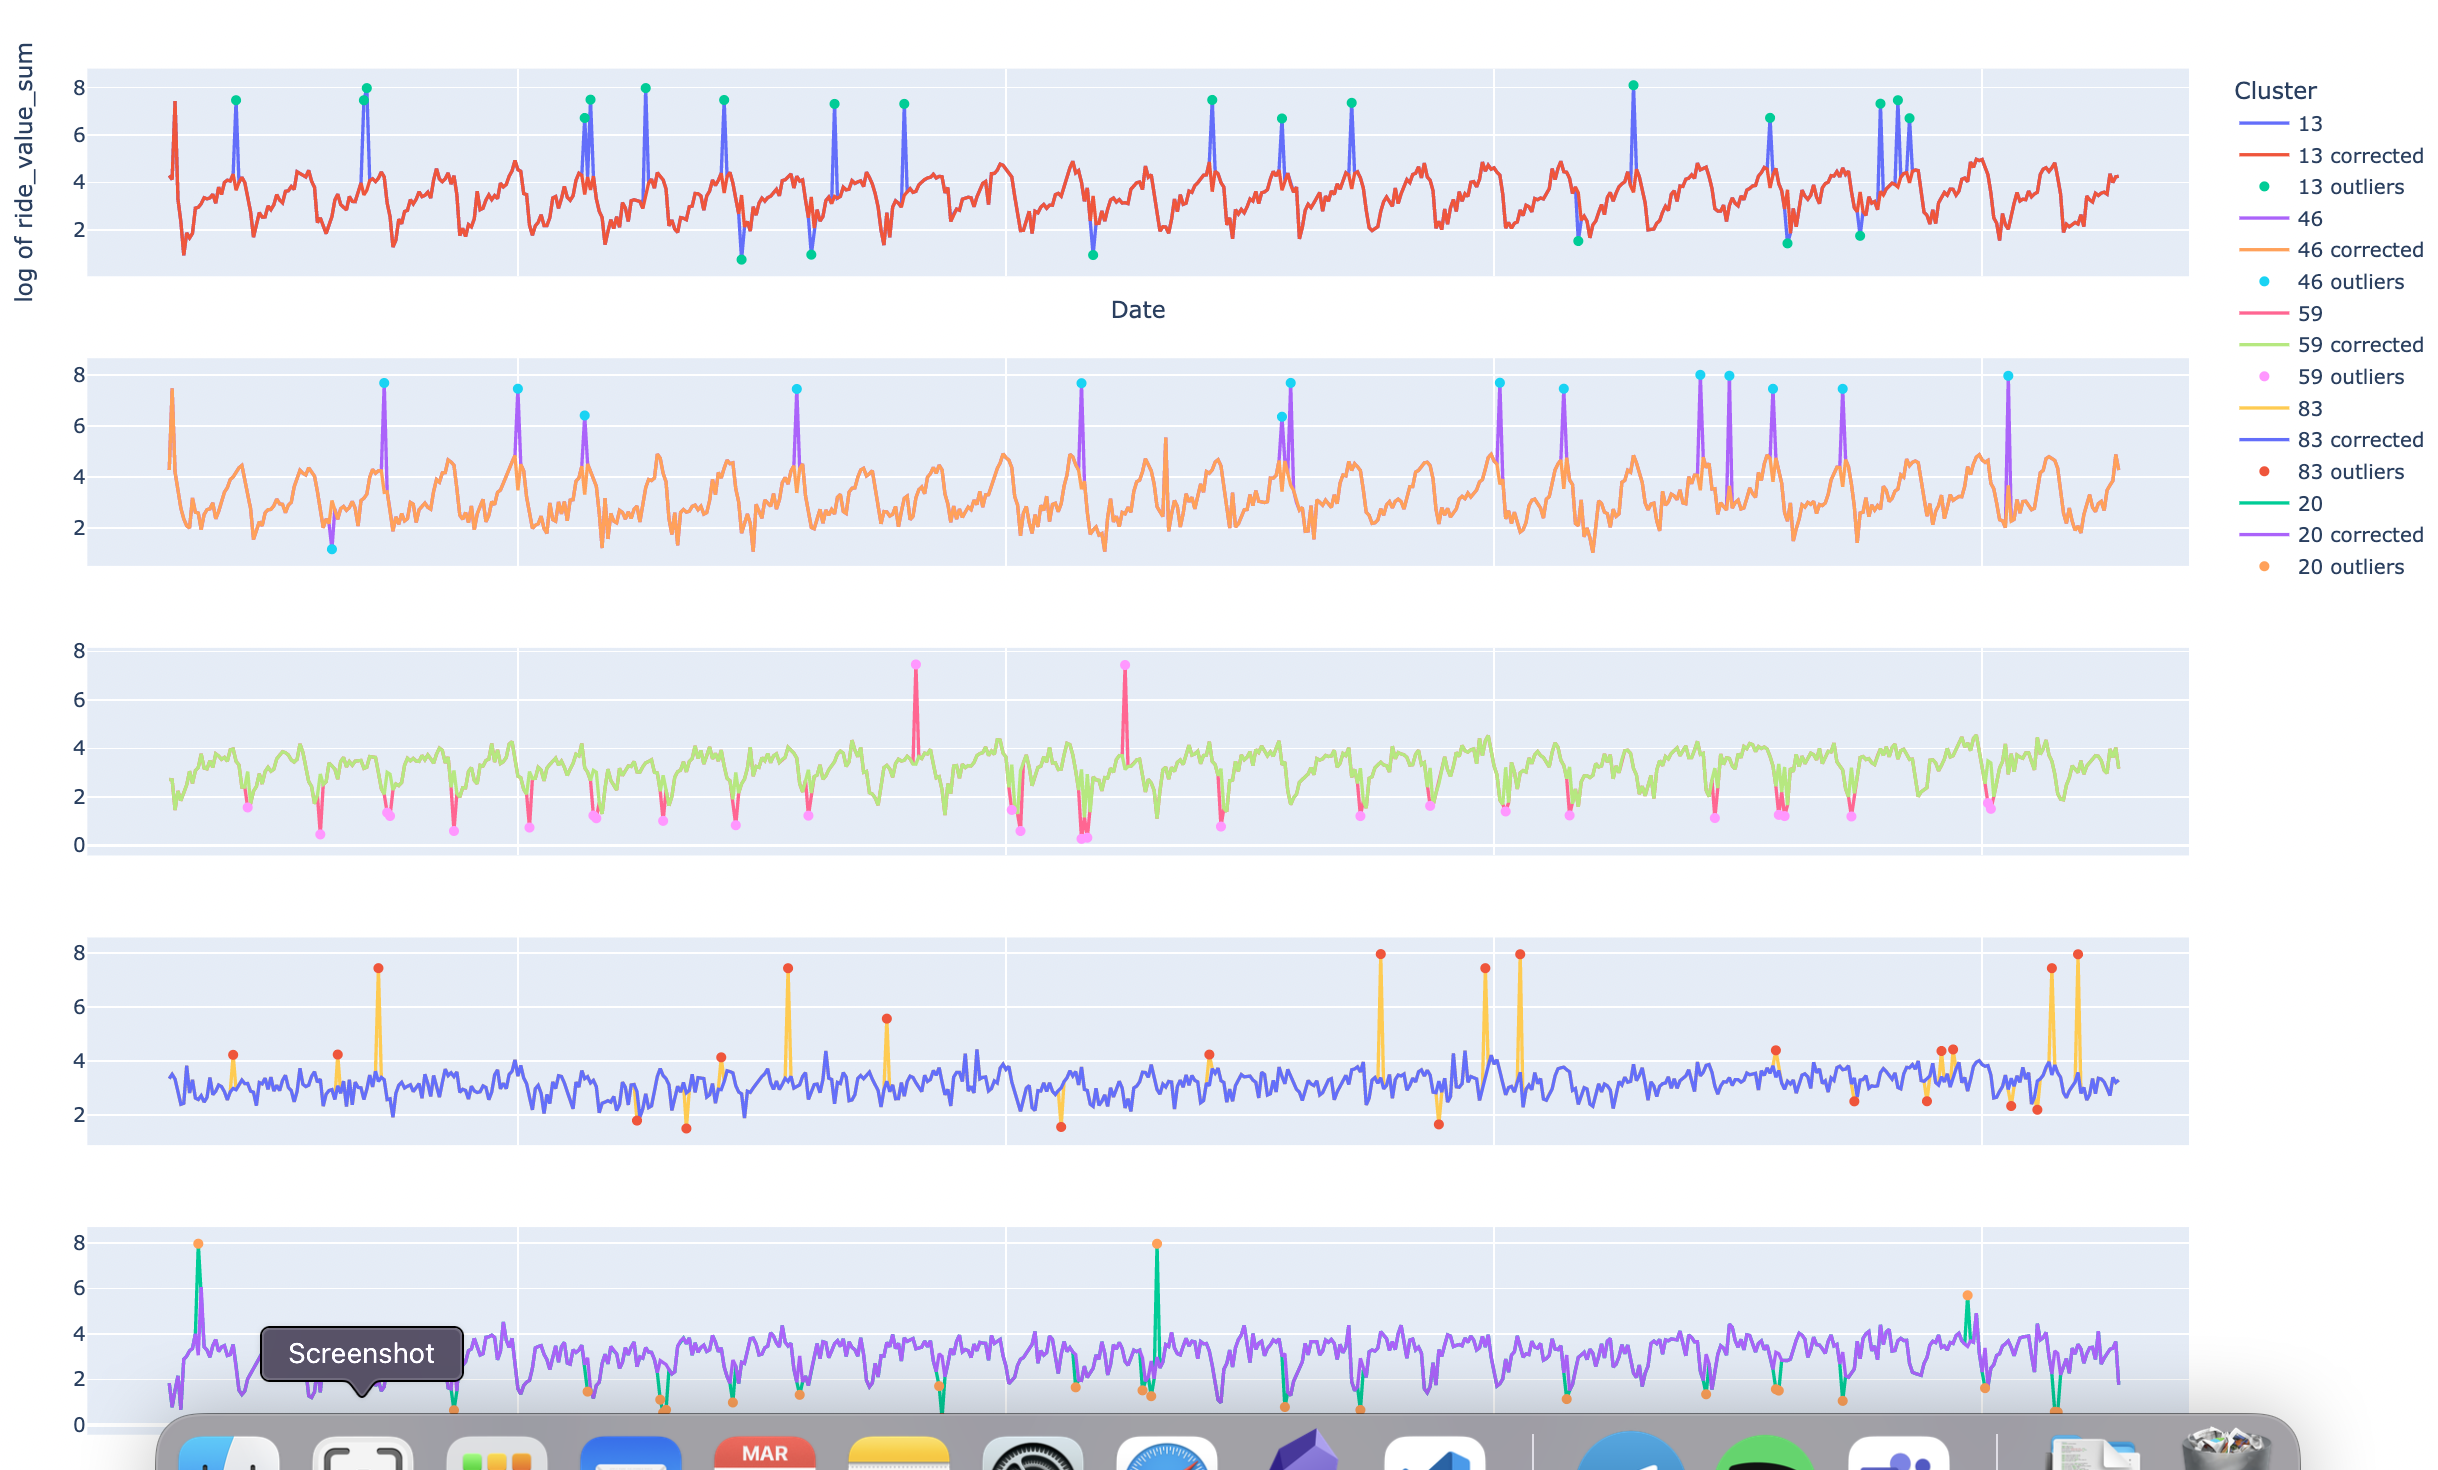 log of ride_value_sum
8
6
4
2
Date
8
6
4
2
8
6
4
2
0
8
6
4
2
8
6
4
2
0
Cluster
13
13 corrected
13 outliers
46
46 corrected
46 outliers
59
59 corrected
59 outliers
83
83 corrected
83 outliers
20
20 corrected
20 outliers
Screenshot
MAR